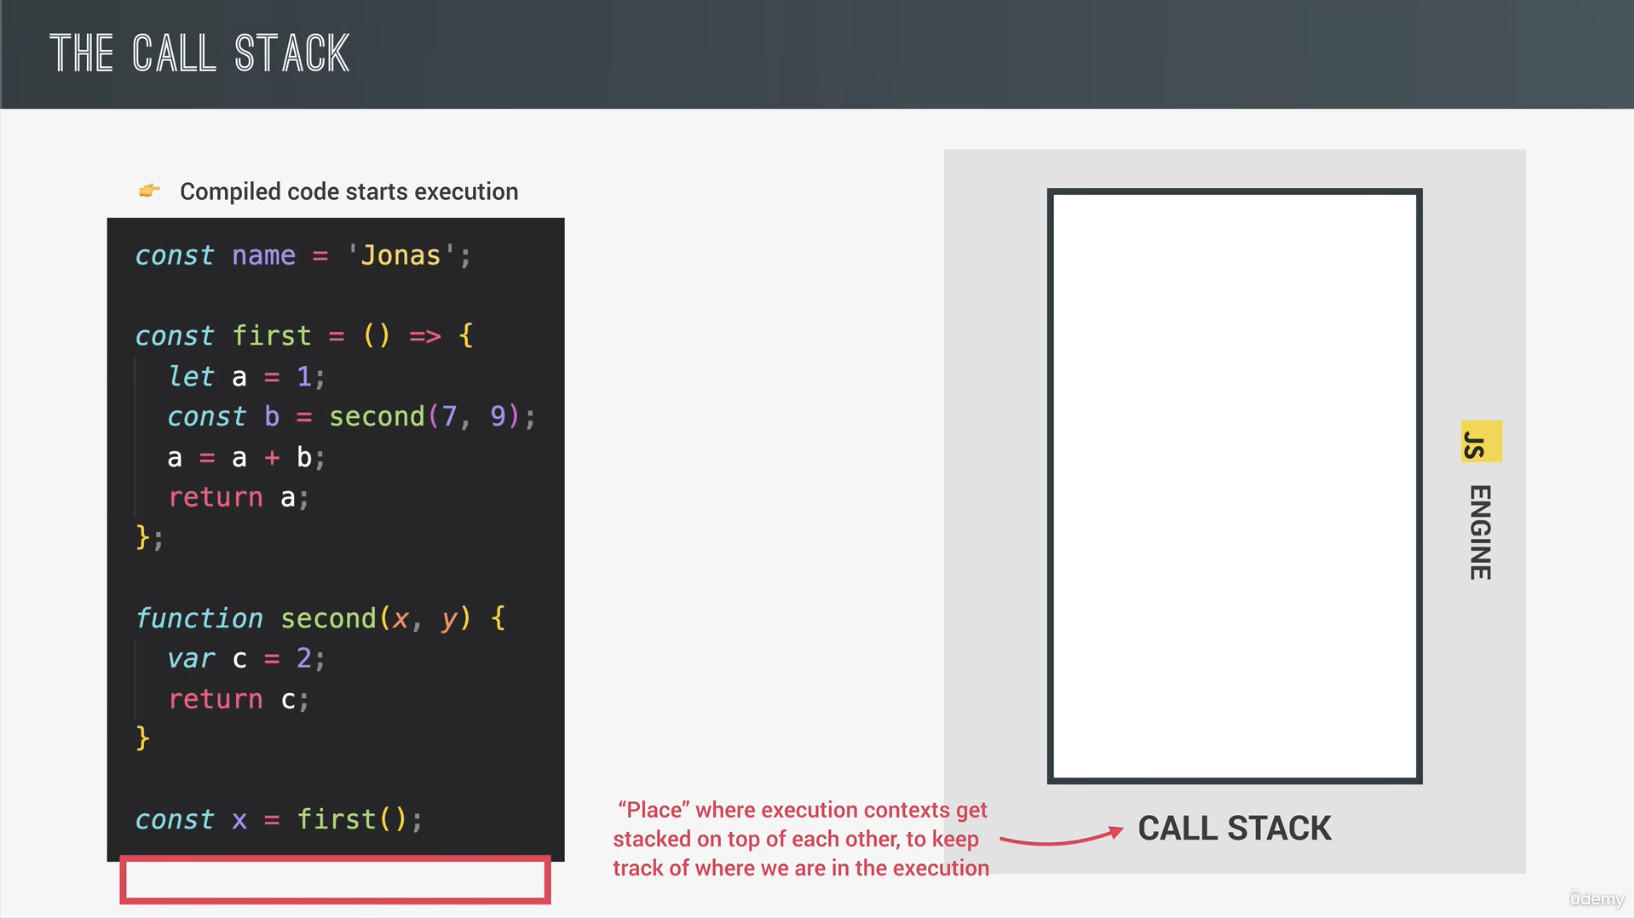 THE CALL STACK
👉 Compiled code starts execution
const name = 'Jonas';
const first = () => {
let a = 1;
const b = second(7, 9);
a = a + b;
return a;
};
function second(x, y) {
var c = 2;
return c;
}
const x = first();
“Place” where execution contexts get
stacked on top of each other, to keep
track of where we are in the execution
CALL STACK
JS ENGINE
ûdemy